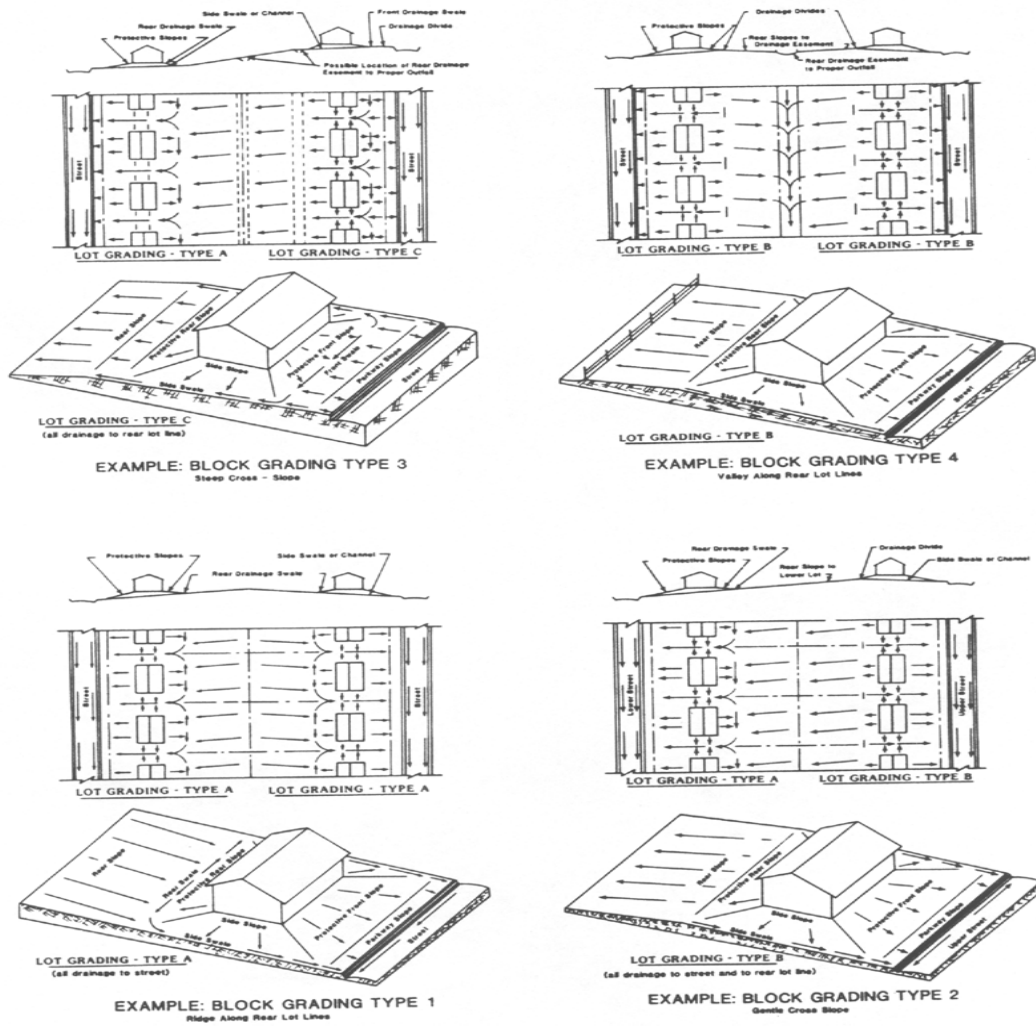 Side Swale or Channel
Front Drainage Swale
Rear Drainage Swale
Drainage Divide
Protective Slopes
Possible Location of Rear Drainage
Easement to Proper Outfall
Street
Street
LOT GRADING - TYPE A
LOT GRADING - TYPE C
Rear Slope
Protective Rear Slope
Side Slope
Side Swale
Protective Front Slope
Front Swale
Parkway Slope
Street
LOT GRADING - TYPE C
(all drainage to rear lot line)
EXAMPLE: BLOCK GRADING TYPE 3
Steep Cross - Slope
Drainage Divides
Protective Slopes
Rear Slopes to
Drainage Easement
Rear Drainage Easement
to Proper Outfall
Street
Street
LOT GRADING - TYPE B
LOT GRADING - TYPE B
Rear Slope
Protective Rear Slope
Side Slope
Side Swale
Protective Front Slope
Parkway Slope
Street
LOT GRADING - TYPE B
EXAMPLE: BLOCK GRADING TYPE 4
Valley Along Rear Lot Lines
Protective Slopes
Side Swale or Channel
Rear Drainage Swale
Street
Street
LOT GRADING - TYPE A
LOT GRADING - TYPE A
Rear Slope
Rear Swale
Protective Rear Slope
Side Slope
Side Swale
Protective Front Slope
Parkway Slope
Street
LOT GRADING - TYPE A
(all drainage to street)
EXAMPLE: BLOCK GRADING TYPE 1
Ridge Along Rear Lot Lines
Rear Drainage Swale
Drainage Divide
Protective Slopes
Side Swale or Channel
Rear Slope to
Lower Lot
Lower Street
Upper Street
LOT GRADING - TYPE A
LOT GRADING - TYPE B
Rear Slope
Protective Rear Slope
Side Slope
Side Swale
Protective Front Slope
Parkway Slope
Upper Street
LOT GRADING - TYPE B
(all drainage to street and to rear lot line)
EXAMPLE: BLOCK GRADING TYPE 2
Gentle Cross Slope